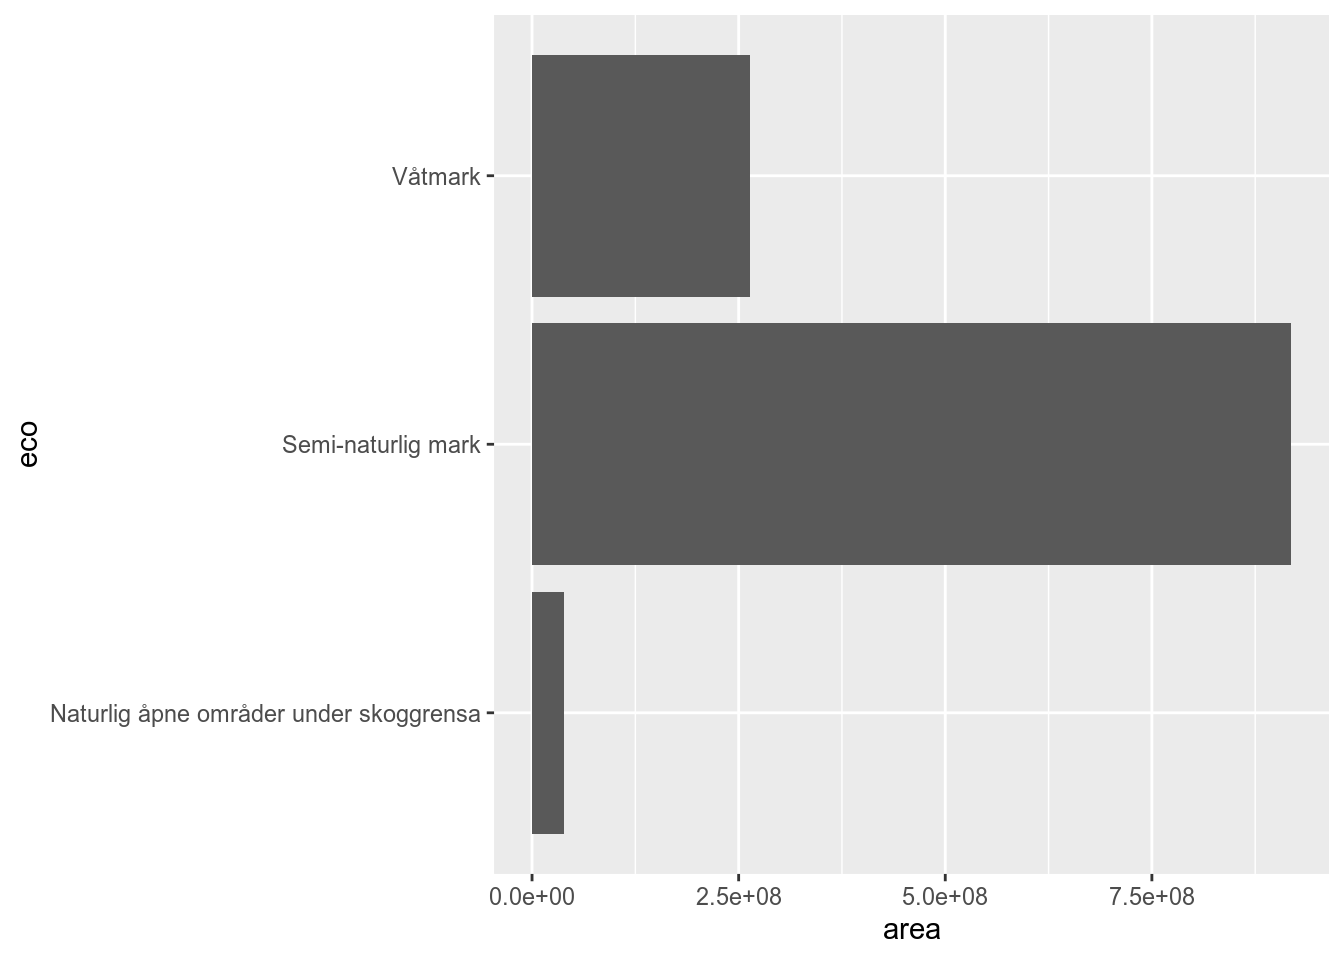 Våtmark
Semi-naturlig mark
Naturlig åpne områder under skoggrensa
eco
0.0e+00 2.5e+08 5.0e+08 7.5e+08
area